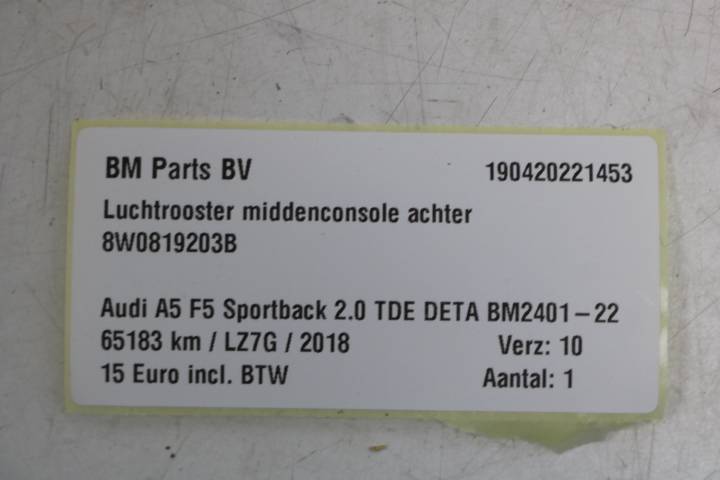 BM Parts BV 190420221453
Luchtrooster middenconsole achter
8W0819203B
Audi A5 F5 Sportback 2.0 TDE DETA BM2401-22
65183 km / LZ7G / 2018 Verz: 10
15 Euro incl. BTW Aantal: 1